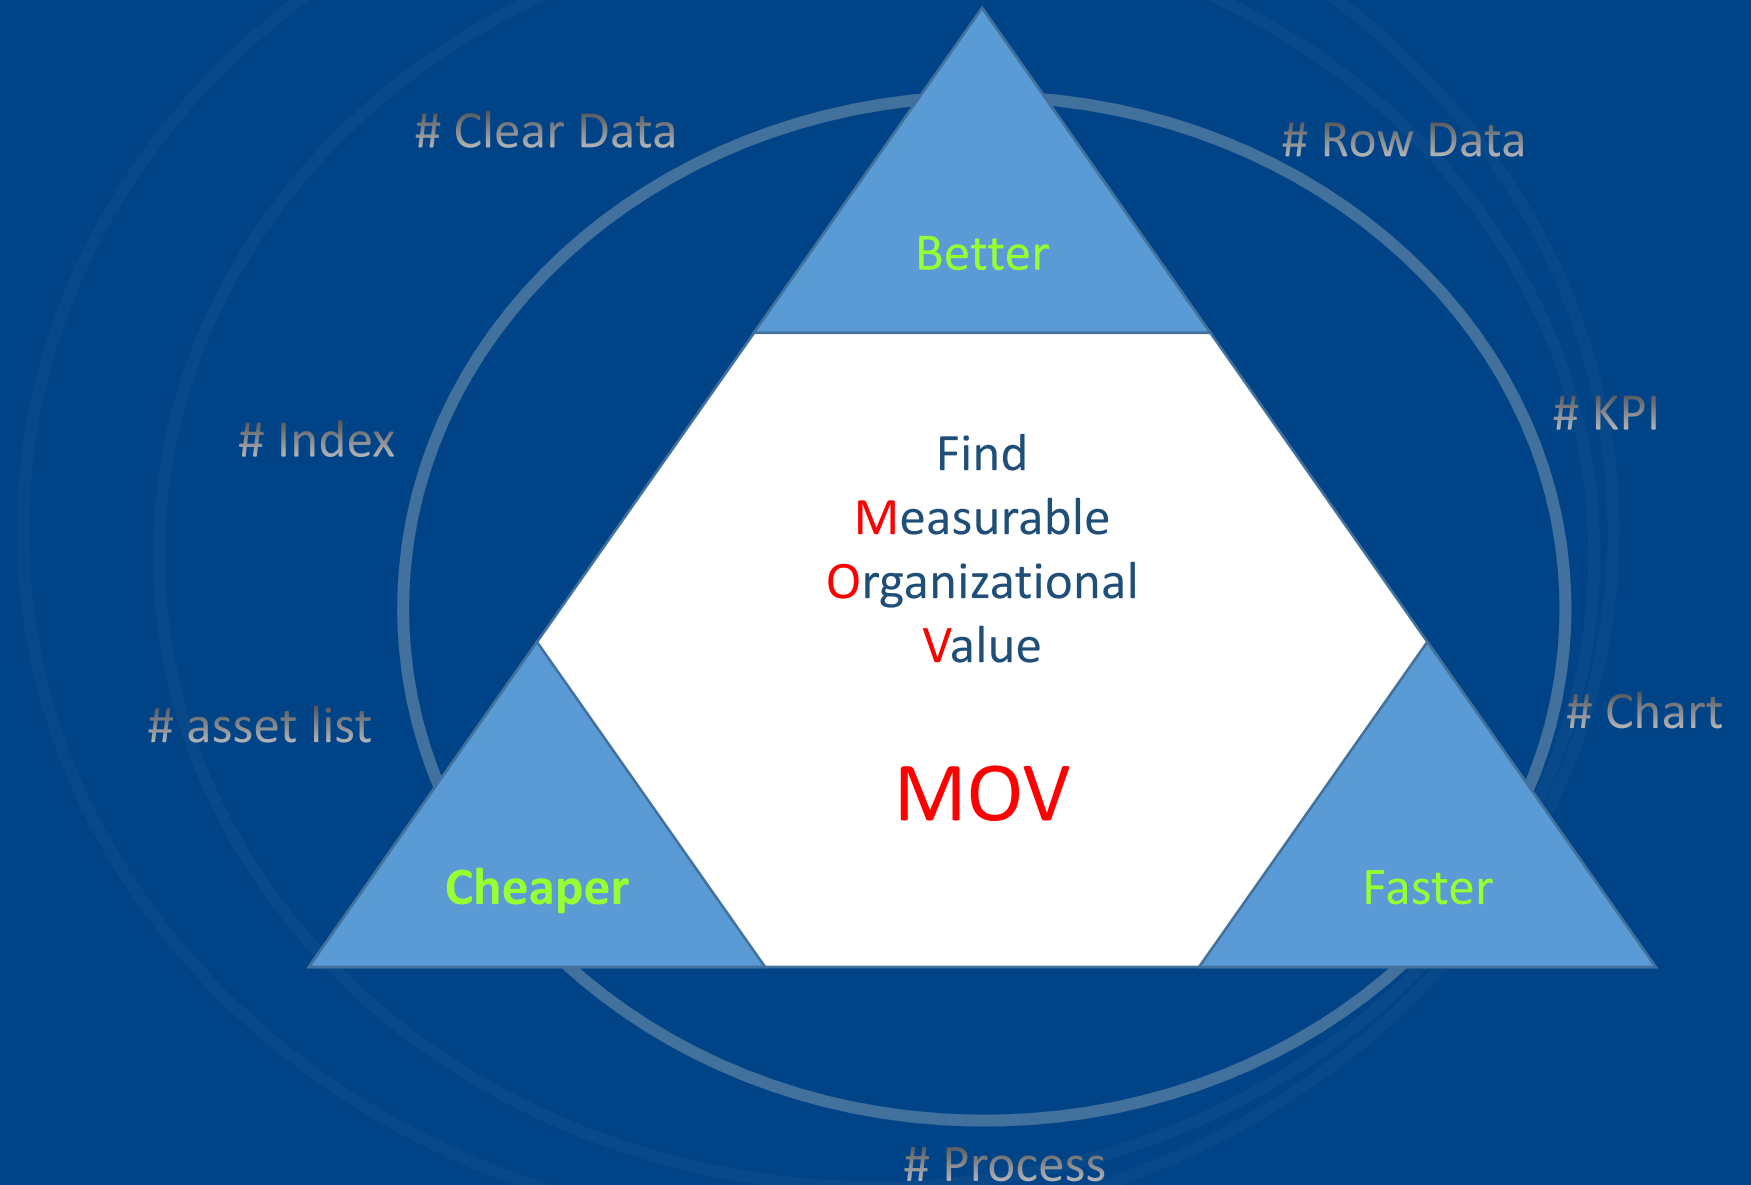 # Clear Data
# Row Data
Better
# Index
# KPI
Find
Measurable
Organizational
Value
# asset list
# Chart
MOV
Cheaper
Faster
# Process